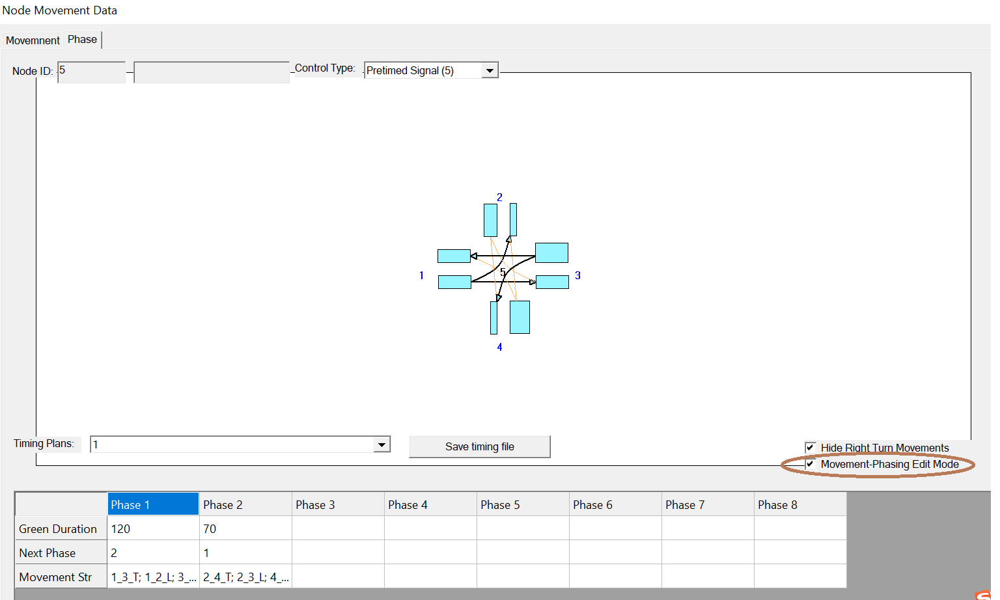 Node Movement Data
Movemnent Phase
Node ID: 5 Control Type: Pretimed Signal (5)
2
1 5 3
4
Timing Plans: 1 Save timing file
Hide Right Turn Movements
Movement-Phasing Edit Mode
Phase 1 Phase 2 Phase 3 Phase 4 Phase 5 Phase 6 Phase 7 Phase 8
Green Duration 120 70
Next Phase 2 1
Movement Str 1_3_T; 1_2_L; 3_... 2_4_T; 2_3_L; 4_...